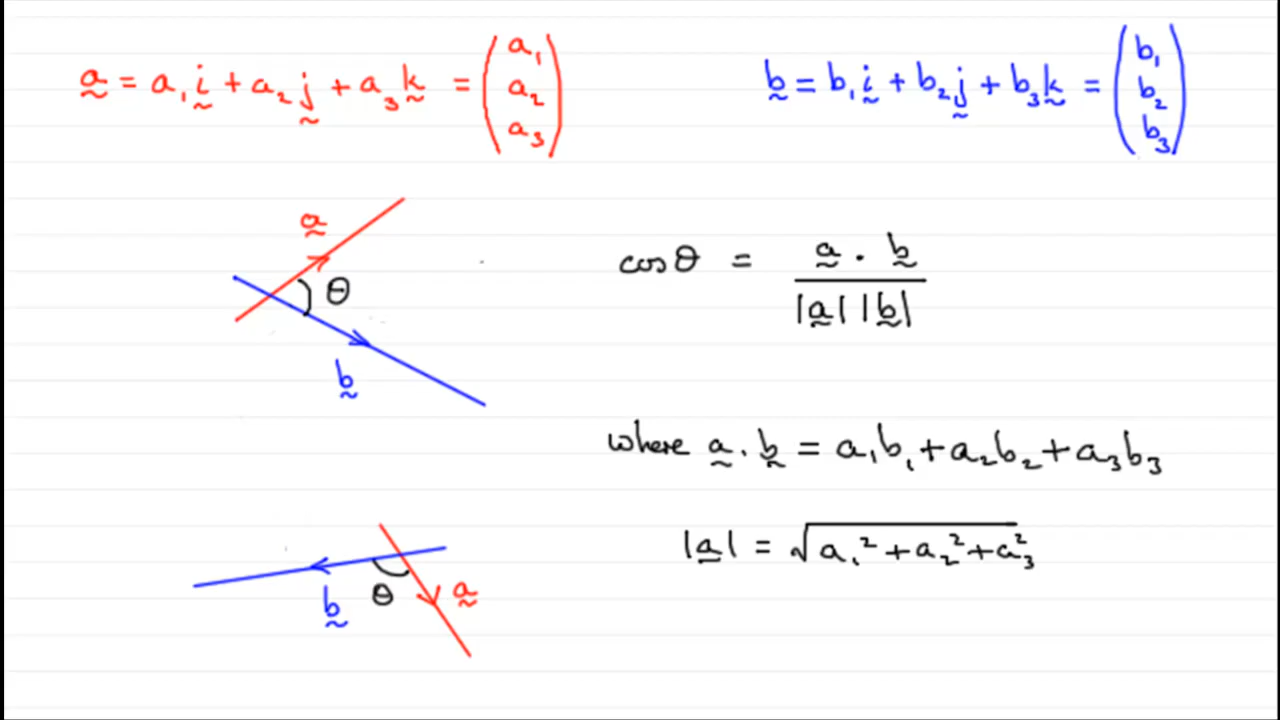 a = a₁i + a₂j + a₃k = (a₁ a₂ a₃)
b = b₁i + b₂j + b₃k = (b₁ b₂ b₃)
a
θ
b
cosθ = a . b / |a| |b|
where a . b = a₁b₁ + a₂b₂ + a₃b₃
|a| = √a₁² + a₂² + a₃²
b
θ
a